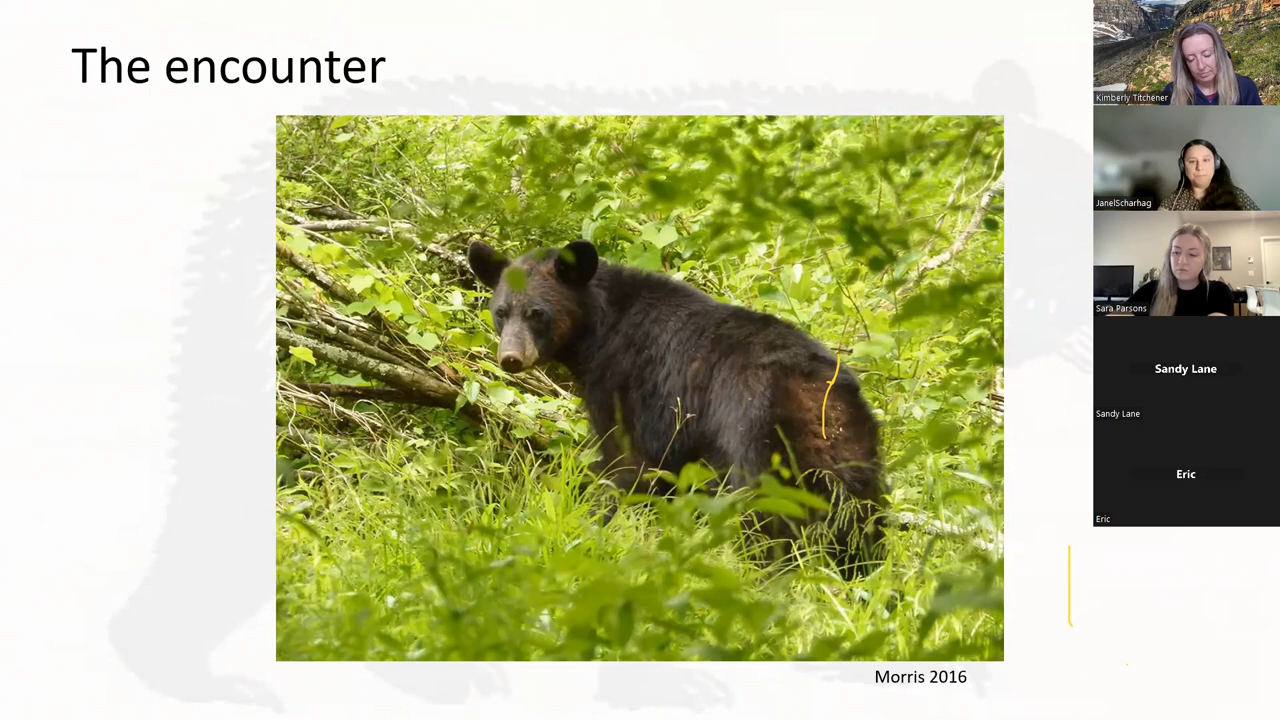 The encounter
Morris 2016
Kimberly Titchener
JanelScharhag
Sara Parsons
Sandy Lane
Sandy Lane
Eric
Eric